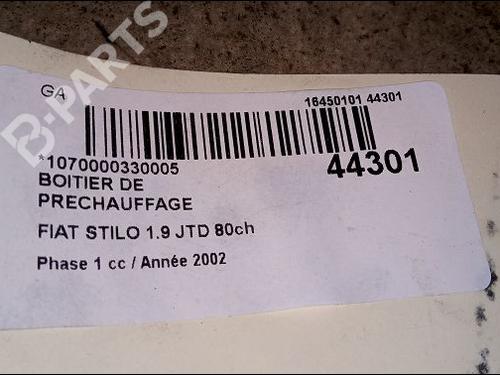 B-PARTS
GA
16450101 44301
*1070000330005
44301
BOITIER DE
PRECHAUFFAGE
FIAT STILO 1.9 JTD 80ch
Phase 1 cc / Année 2002